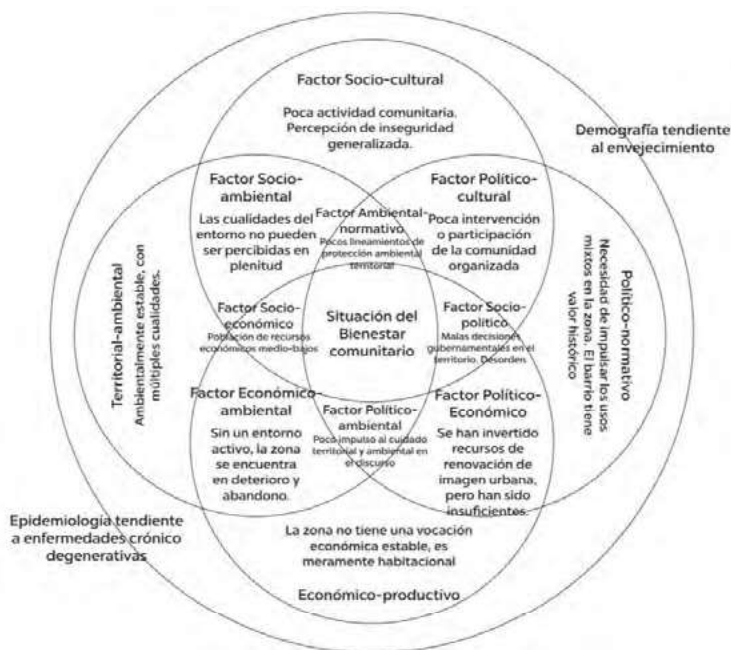 Factor Socio-cultural
Poca actividad comunitaria.
Percepción de inseguridad
generalizada.
Demografía tendiente
al envejecimiento
Factor Socio-
ambiental
Las cualidades del
entorno no pueden
ser percibidas en
plenitud
Factor Ambiental-
normativo
Pocos lineamientos de
protección ambiental
territorial
Factor Político-
cultural
Poca intervención
o participación
de la comunidad
organizada
Territorial-ambiental
Ambientalmente estable, con
múltiples cualidades.
Factor Socio-
económico
Población de recursos
económicos medio-bajos
Situación del
Bienestar
comunitario
Factor Socio-
político
Malas decisiones
gubernamentales en el
territorio. Desorden
Político-normativo
Necesidad de impulsar los usos
mixtos en la zona. El barrio tiene
valor histórico
Factor Económico-
ambiental
Sin un entorno
activo, la zona
se encuentra
en deterioro y
abandono.
Factor Político-
ambiental
Poco impulso al cuidado
territorial y ambiental en
el discurso
Factor Político-
Económico
Se han invertido
recursos de
renovación de
imagen urbana,
pero han sido
insuficientes.
Epidemiología tendiente
a enfermedades crónico
degenerativas
La zona no tiene una vocación
económica estable, es
meramente habitacional
Económico-productivo